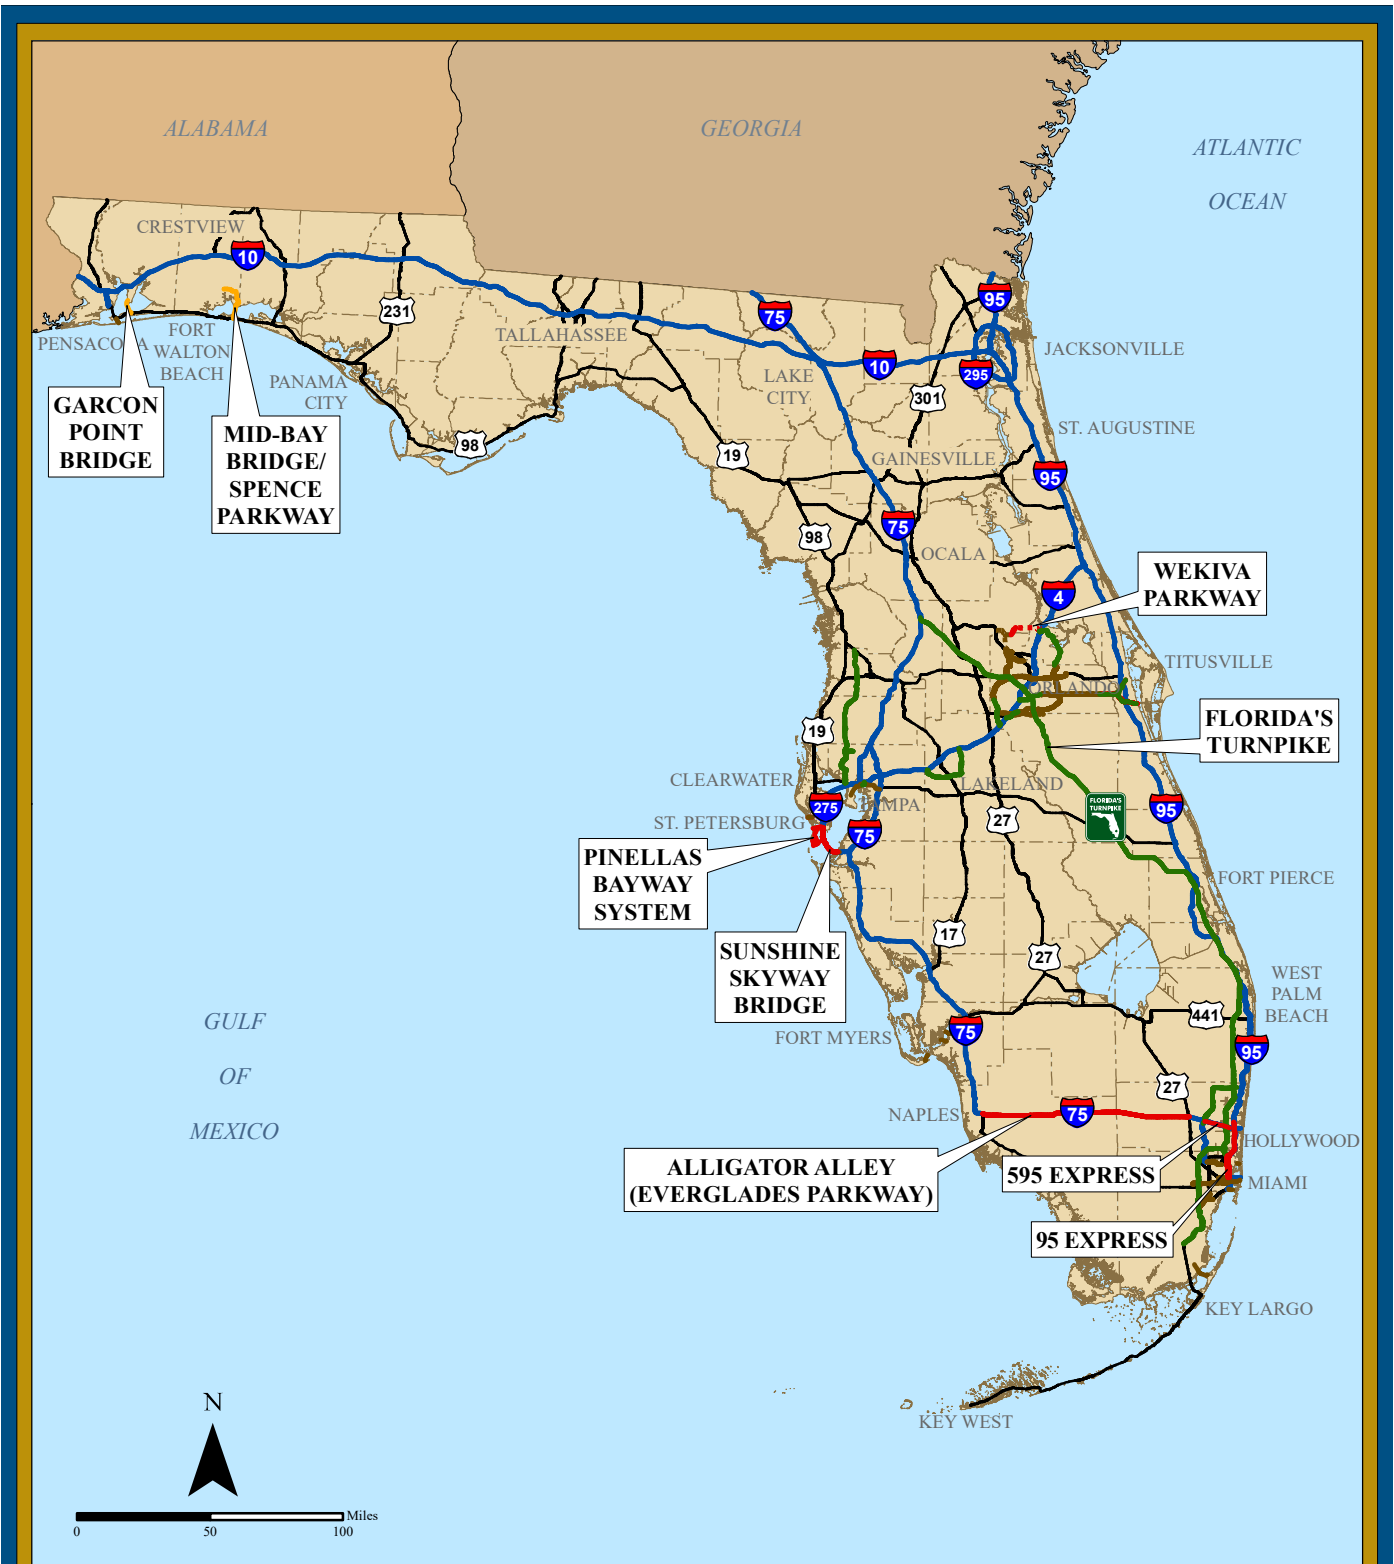 ALABAMA
GEORGIA
ATLANTIC
OCEAN
CRESTVIEW
10
231
75
95
PENSACOLA
FORT
WALTON
BEACH
TALLAHASSEE
JACKSONVILLE
10
295
LAKE
CITY
PANAMA
CITY
301
GARCON
POINT
BRIDGE
MID-BAY
BRIDGE/
SPENCE
PARKWAY
98
19
ST. AUGUSTINE
GAINESVILLE
95
75
98
OCALA
WEKIVA
PARKWAY
4
TITUSVILLE
ORLANDO
FLORIDA'S
TURNPIKE
19
CLEARWATER
LAKELAND
275
TAMPA
FLORIDA'S
TURNPIKE
95
ST. PETERSBURG
75
27
PINELLAS
BAYWAY
SYSTEM
FORT PIERCE
17
SUNSHINE
SKYWAY
BRIDGE
27
WEST
PALM
BEACH
441
GULF
OF
MEXICO
FORT MYERS
75
95
27
NAPLES
75
HOLLYWOOD
ALLIGATOR ALLEY
(EVERGLADES PARKWAY)
595 EXPRESS
MIAMI
95 EXPRESS
KEY LARGO
KEY WEST
N
Miles
0
50
100